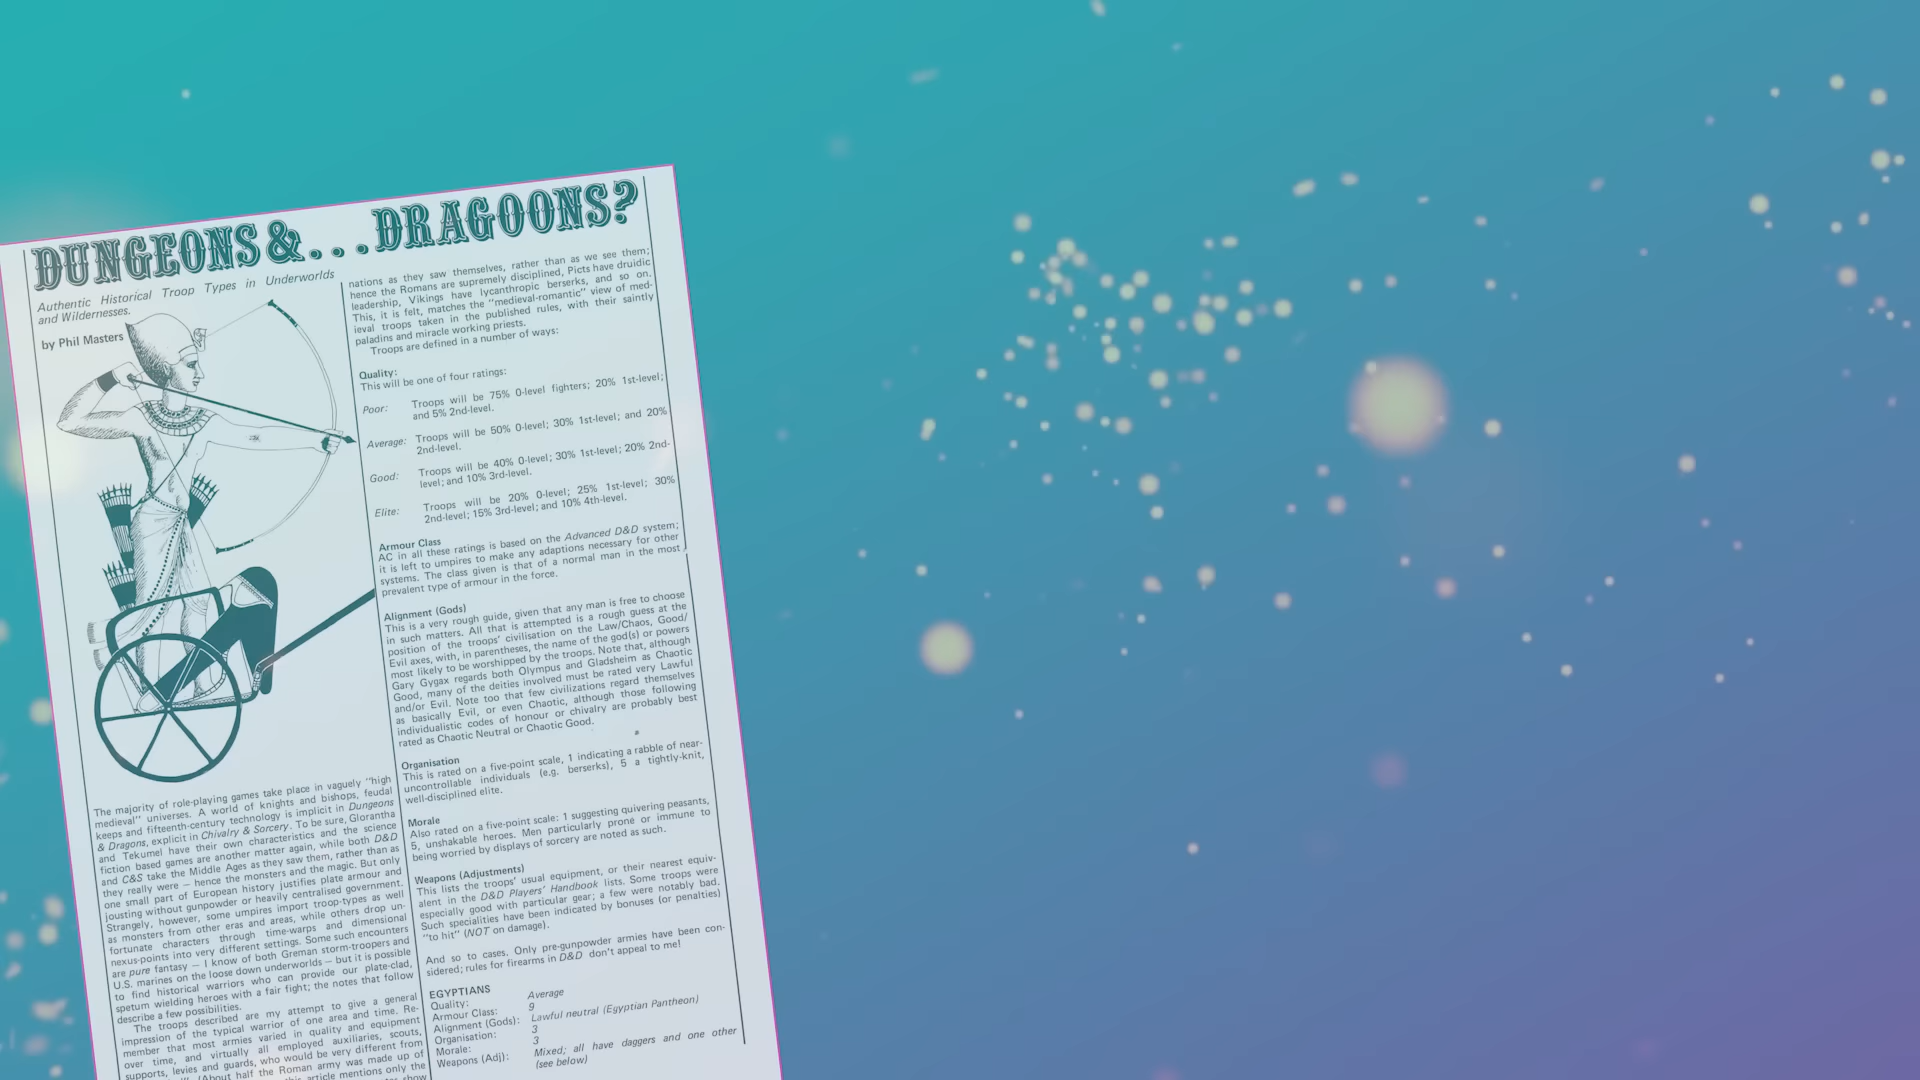 DUNGEONS &...DRAGOONS?
Authentic Historical Troop Types in Underworlds
and Wildernesses.
by Phil Masters
The majority of role-playing games take place in vaguely "high
medieval" universes. A world of knights and bishops, feudal
keeps and fifteenth-century technology is implicit in Dungeons
& Dragons, explicit in Chivalry & Sorcery. To be sure, Glorantha
and Tekumel have their own characteristics and the science
fiction based games are another matter again, while both D&D
and C&S take the Middle Ages as they saw them, rather than as
they really were — hence the monsters and the magic. But only
one small part of European history justifies plate armour and
jousting without gunpowder or heavily centralised government.
Strangely, however, some umpires import troop-types as well
as monsters from other eras and areas, while others drop un-
fortunate characters through time-warps and dimensional
nexus-points into very different settings. Some such encounters
are pure fantasy — I know of both Greman storm-troopers and
U.S. marines on the loose down underworlds — but it is possible
to find historical warriors who can provide our plate-clad,
spetum wielding heroes with a fair fight; the notes that follow
describe a few possibilities.
The troops described are my attempt to give a general
impression of the typical warrior of one area and time. Re-
member that most armies varied in quality and equipment
over time, and virtually all employed auxiliaries, scouts,
supports, levies and guards, who would be very different from
(About half the Roman army was made up of
this article mentions only the
show
nations as they saw themselves, rather than as we see them;
hence the Romans are supremely disciplined, Picts have druidic
leadership, Vikings have lycanthropic berserks, and so on.
This, it is felt, matches the "medieval-romantic" view of med-
ieval troops taken in the published rules, with their saintly
paladins and miracle working priests.
Troops are defined in a number of ways:
Quality:
This will be one of four ratings:
Poor: Troops will be 75% 0-level fighters; 20% 1st-level;
and 5% 2nd-level.
Average: Troops will be 50% 0-level; 30% 1st-level; and 20%
2nd-level.
Good: Troops will be 40% 0-level; 30% 1st-level; 20% 2nd-
level; and 10% 3rd-level.
Elite: Troops will be 20% 0-level; 25% 1st-level; 30%
2nd-level; 15% 3rd-level; and 10% 4th-level.
Armour Class
AC in all these ratings is based on the Advanced D&D system;
it is left to umpires to make any adaptions necessary for other
systems. The class given is that of a normal man in the most
prevalent type of armour in the force.
Alignment (Gods)
This is a very rough guide, given that any man is free to choose
in such matters. All that is attempted is a rough guess at the
position of the troops' civilisation on the Law/Chaos, Good/
Evil axes, with, in parentheses, the name of the god(s) or powers
most likely to be worshipped by the troops. Note that, although
Gary Gygax regards both Olympus and Gladsheim as Chaotic
Good, many of the deities involved must be rated very Lawful
and/or Evil. Note too that few civilizations regard themselves
as basically Evil, or even Chaotic, although those following
individualistic codes of honour or chivalry are probably best
rated as Chaotic Neutral or Chaotic Good.
Organisation
This is rated on a five-point scale, 1 indicating a rabble of near-
uncontrollable individuals (e.g. berserks), 5 a tightly-knit,
well-disciplined elite.
Morale
Also rated on a five-point scale: 1 suggesting quivering peasants,
5, unshakable heroes. Men particularly prone or immune to
being worried by displays of sorcery are noted as such.
Weapons (Adjustments)
This lists the troops' usual equipment, or their nearest equiv-
alent in the D&D Players' Handbook lists. Some troops were
especially good with particular gear; a few were notably bad.
Such specialities have been indicated by bonuses (or penalties)
"to hit" (NOT on damage).
And so to cases. Only pre-gunpowder armies have been con-
sidered; rules for firearms in D&D don't appeal to me!
EGYPTIANS
Quality: Average
Armour Class: 9
Alignment (Gods): Lawful neutral (Egyptian Pantheon)
Organisation: 3
Morale: 3
Weapons (Adj): Mixed; all have daggers and one other
(see below)